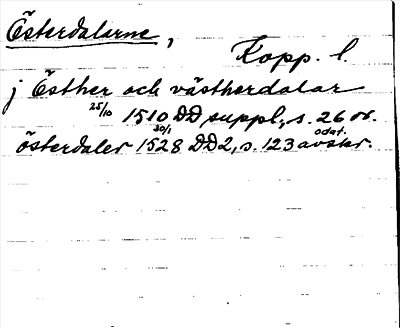 Österdalarne,
Kopp. l.
j Esther och västherdalar
25/10 1510 DD suppl., s. 26 or.
österdaler 30/1 1528 DD2, s. 123 odat. avskr.